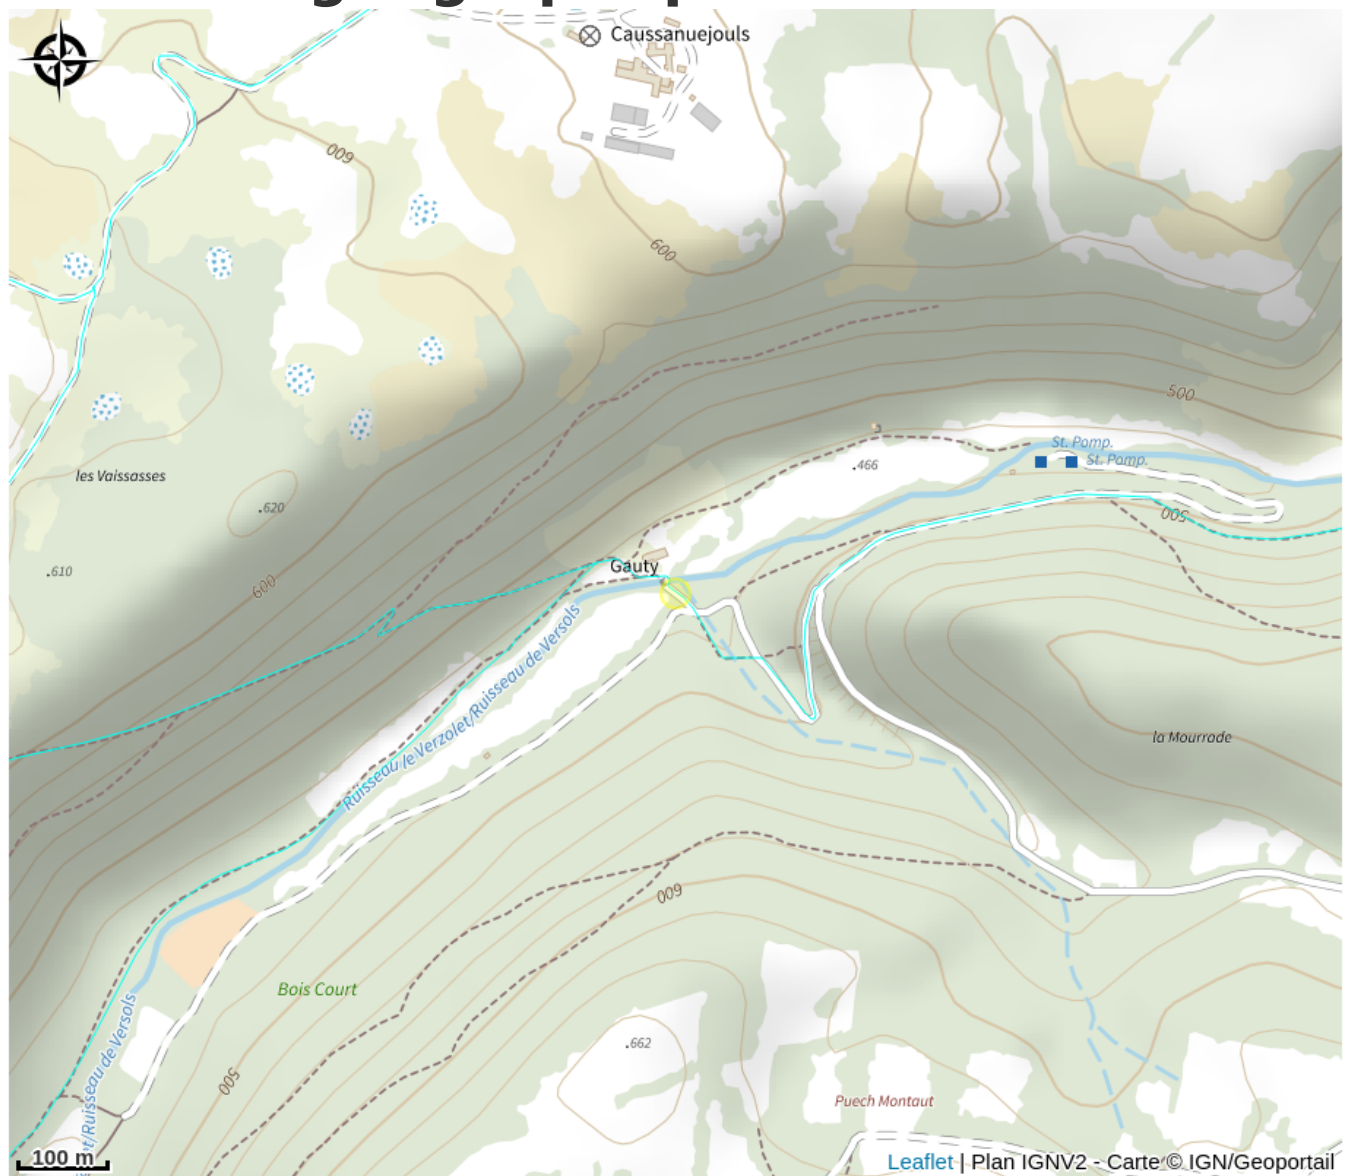 Caussanuejouls
600
600
500
St. Pomp.
St. Pomp.
.466
les Vaissasses
.620
500
Gauty
.610
600
Ruisseau le Verzolet/Ruisseau de Versols
la Mourrade
600
Bois Court
et/Ruisseau de Versols
.662
500
Puech Montaut
100 m
Leaflet | Plan IGNV2 - Carte © IGN/Geoportail